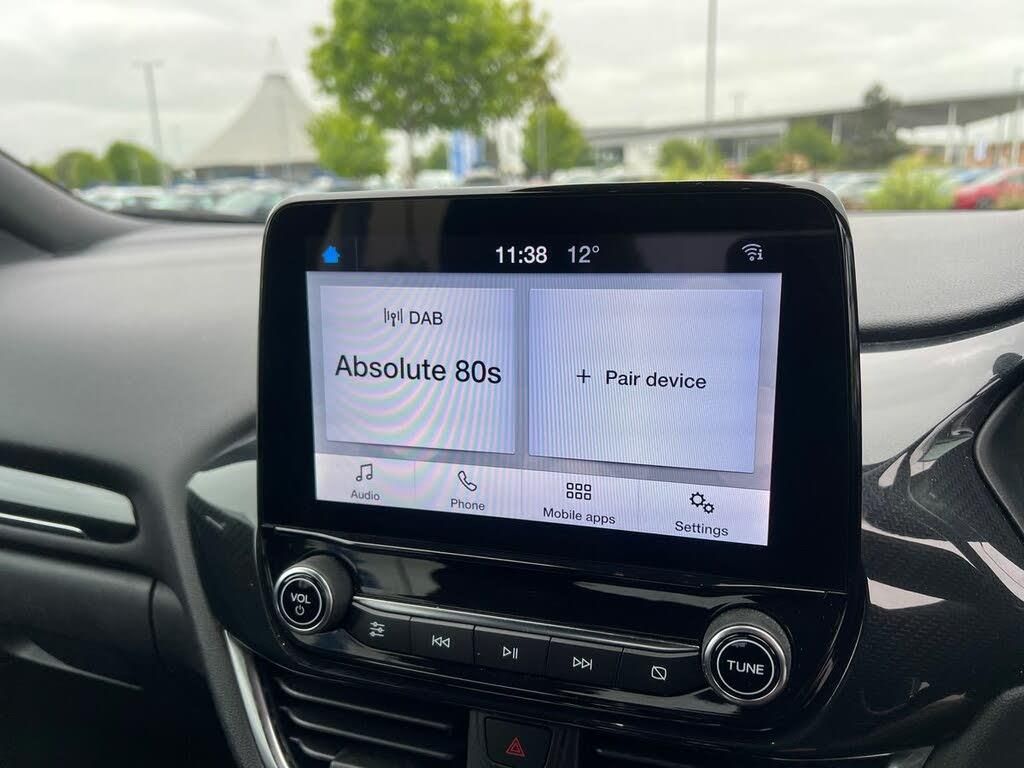 11:38 12°
DAB
Absolute 80s
+ Pair device
Audio
Phone
Mobile apps
Settings
VOL
TUNE